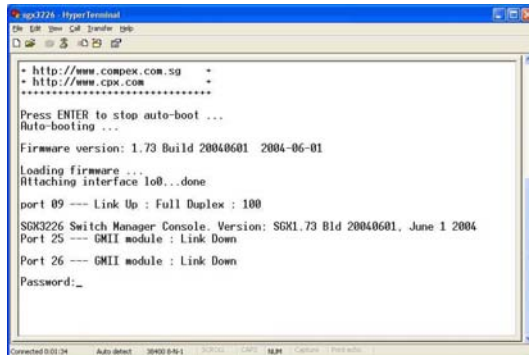 sgx3226 - HyperTerminal
File Edit View Call Transfer Help
* http://www.compex.com.sg *
* http://www.cpx.com *
********************************
Press ENTER to stop auto-boot ...
Auto-booting ...
Firmware version: 1.73 Build 20040601 2004-06-01
Loading firmware ...
Attaching interface lo0...done
port 09 --- Link Up : Full Duplex : 100
SGX3226 Switch Manager Console. Version: SGX1.73 Bld 20040601, June 1 2004
Port 25 --- GMII module : Link Down
Port 26 --- GMII module : Link Down
Password:_
Connected 0:01:34 Auto detect 38400 8-N-1 SCROLL CAPS NUM Capture Print echo